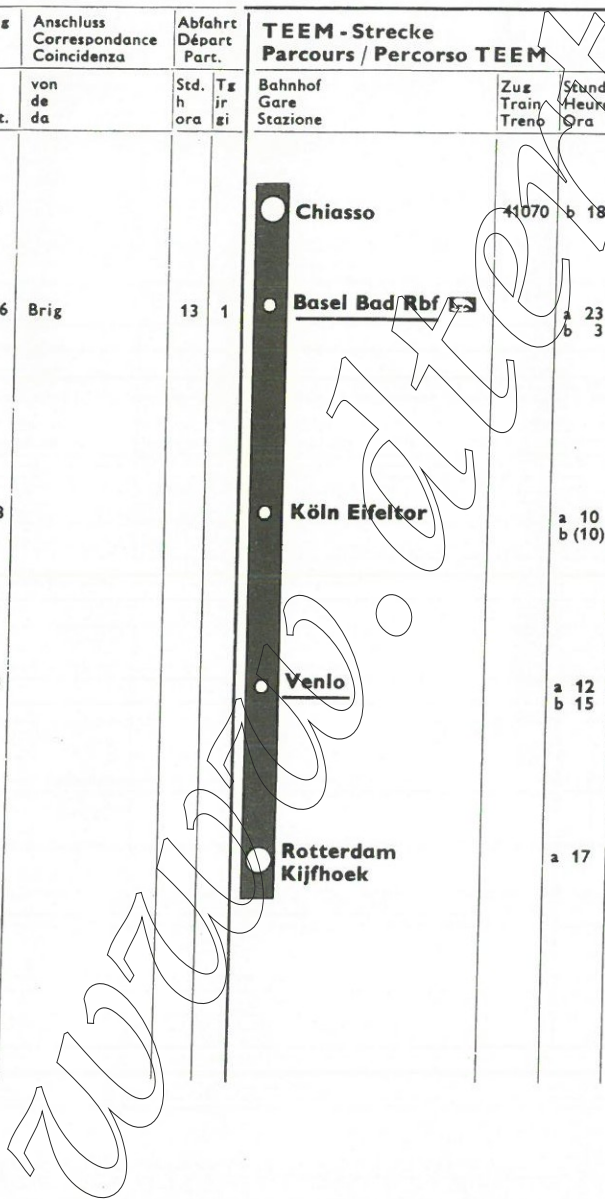 g
Anschluss
Correspondance
Coincidenza
Abfahrt
Départ
Part.
TEEM - Strecke
Parcours / Percorso TEEM
t.
von
de
da
Std.
h
ora
Tg
jr
gi
Bahnhof
Gare
Stazione
Zug
Train
Treno
Stund
Heure
Ora
Chiasso 41070 b 18
6 Brig 13 1 Basel Bad Rbf a 23
b 3
Köln Eifeltor a 10
b (10)
Venlo a 12
b 15
Rotterdam a 17
Kijfhoek